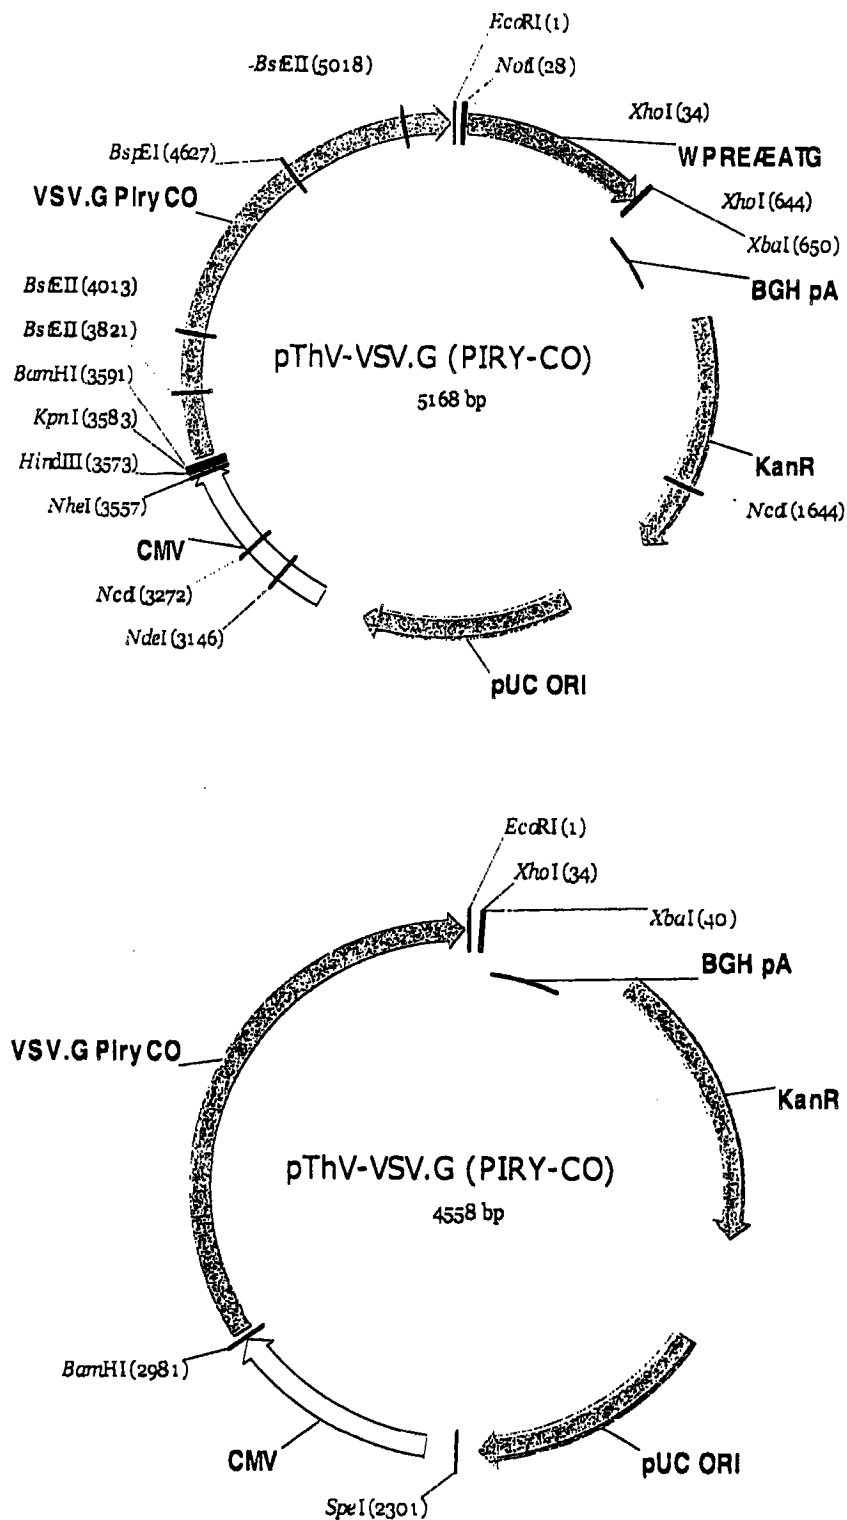 EcoRI(1)
-BstEII(5018)
NotI(28)
XhoI(34)
BspEI(4627)
WPREÆATG
VSV.G Piry CO
XhoI(644)
XbaI(650)
BstEII(4013)
BGH pA
BstEII(3821)
pThV-VSV.G (PIRY-CO)
BamHI(3591)
5168 bp
KpnI(3583)
HindIII(3573)
KanR
NheI(3557)
NcoI(1644)
CMV
NcoI(3272)
NdeI(3146)
pUC ORI
EcoRI(1)
XhoI(34)
XbaI(40)
BGH pA
VSV.G Piry CO
KanR
pThV-VSV.G (PIRY-CO)
4558 bp
BamHI(2981)
CMV
pUC ORI
SpeI(2301)